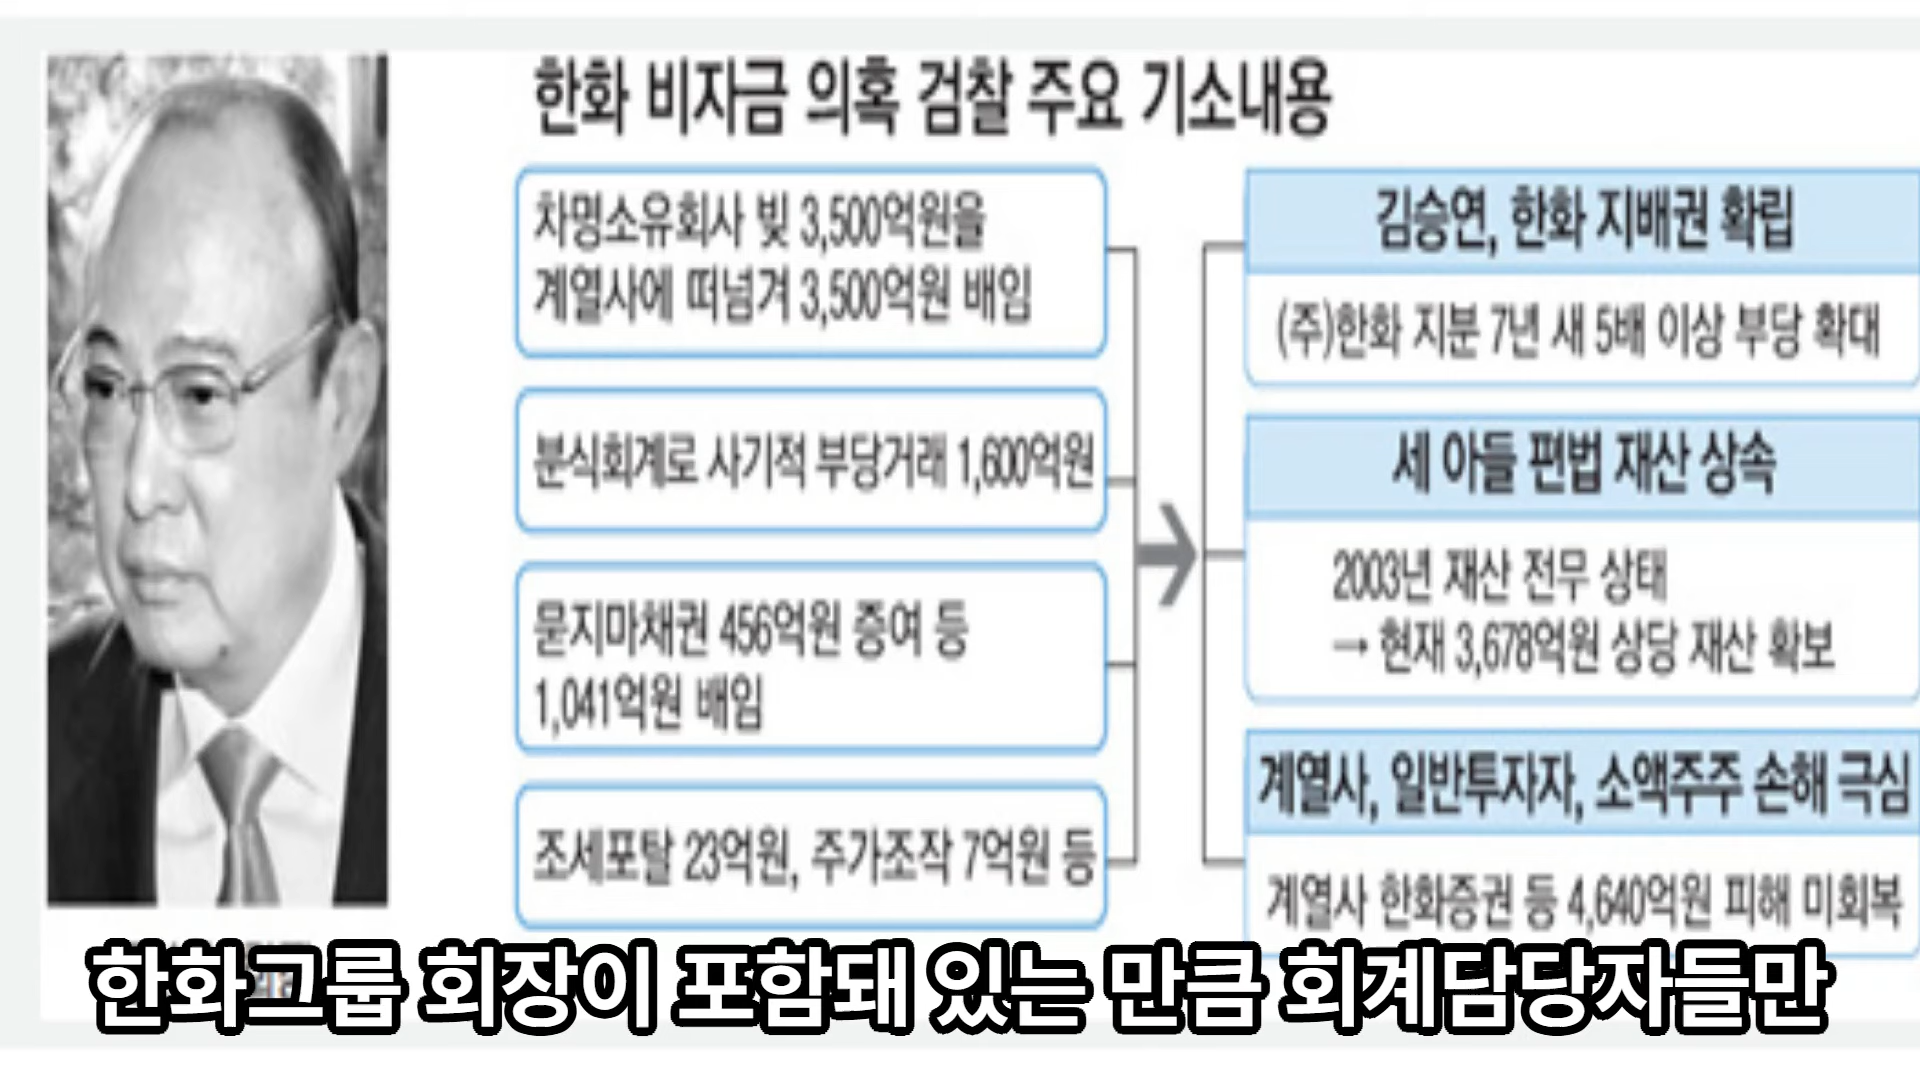 한화 비자금 의혹 검찰 주요 기소내용
차명소유회사 빚 3,500억원을
계열사에 떠넘겨 3,500억원 배임
분식회계로 사기적 부당거래 1,600억원
묻지마채권 456억원 증여 등
1,041억원 배임
조세포탈 23억원, 주가조작 7억원 등
김승연, 한화 지배권 확립
(주)한화 지분 7년 새 5배 이상 부당 확대
세 아들 편법 재산 상속
2003년 재산 전무 상태
→ 현재 3,678억원 상당 재산 확보
계열사, 일반투자자, 소액주주 손해 극심
계열사 한화증권 등 4,640억원 피해 미회복
한화그룹 회장이 포함돼 있는 만큼 회계담당자들만